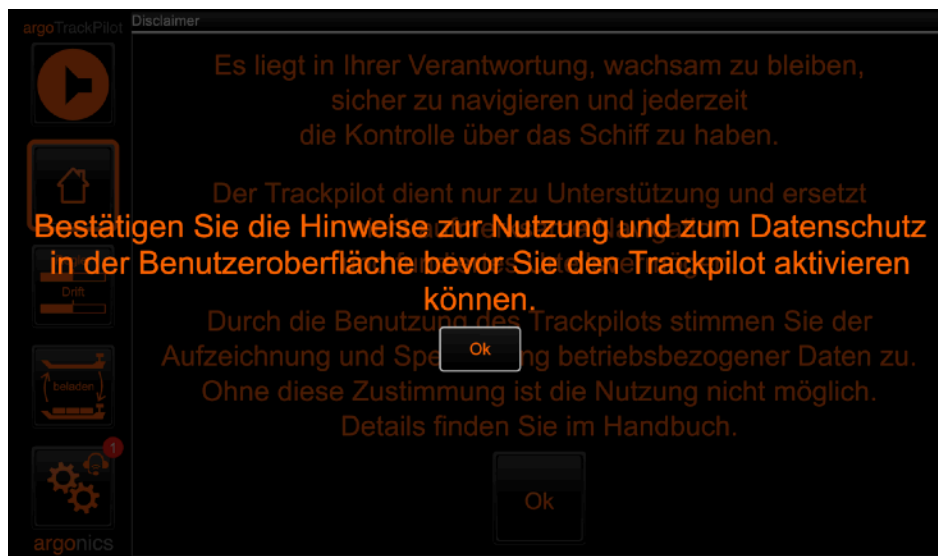 argoTrackPilot
Disclaimer
Es liegt in Ihrer Verantwortung, wachsam zu bleiben,
sicher zu navigieren und jederzeit
die Kontrolle über das Schiff zu haben.
Der Trackpilot dient nur zu Unterstützung und ersetzt
Bestätigen Sie die Hinweise zur Nutzung und zum Datenschutz
in der Benutzeroberfläche bevor Sie den Trackpilot aktivieren
können.
Ok
Drift
Durch die Benutzung des Trackpilots stimmen Sie der
Aufzeichnung und betriebsbezogener Daten zu.
beladen
Ohne diese Zustimmung ist die Nutzung nicht möglich.
Details finden Sie im Handbuch.
1
Ok
argonics